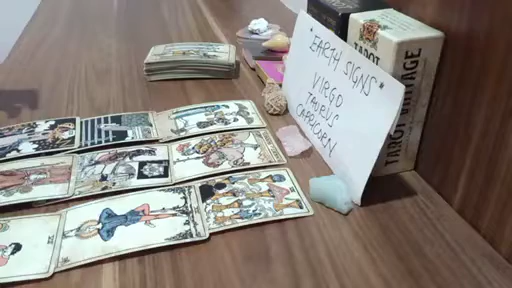 *EARTH SIGNS*
VIRGO
TAURUS
CAPRICORN
TAROT
TAROT VINTAGE